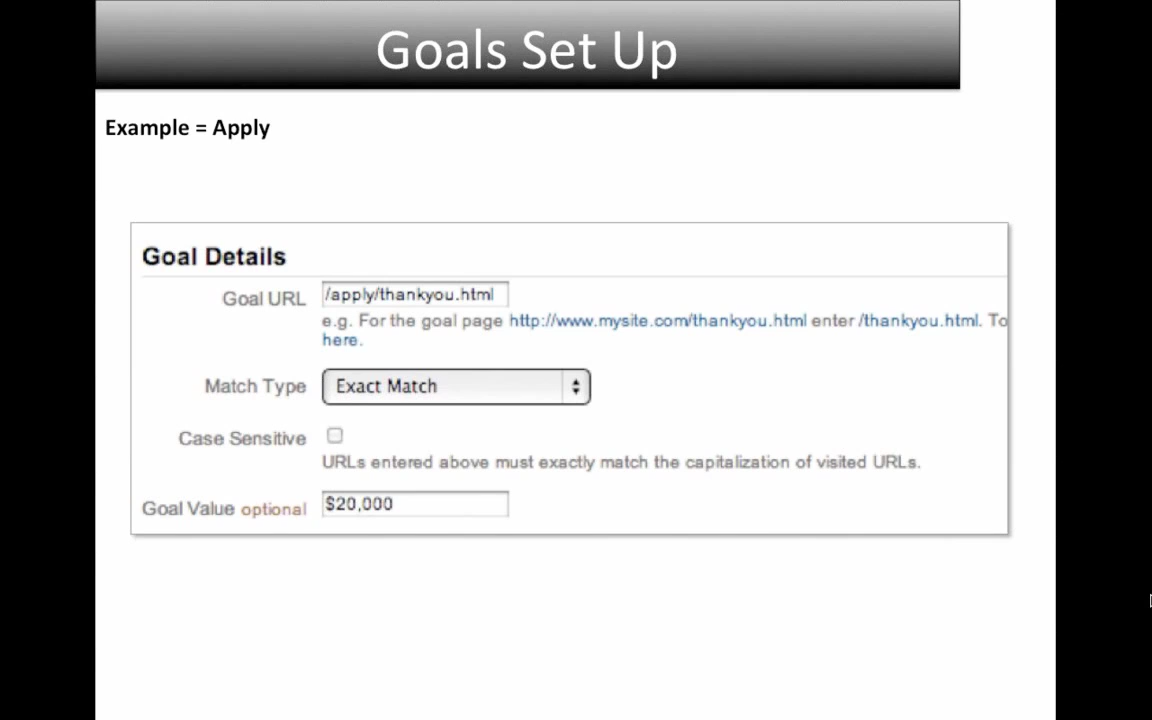 Goals Set Up
Example = Apply
Goal Details
Goal URL /apply/thankyou.html
e.g. For the goal page http://www.mysite.com/thankyou.html enter /thankyou.html. To
here.
Match Type Exact Match
Case Sensitive
URLs entered above must exactly match the capitalization of visited URLs.
Goal Value optional $20,000